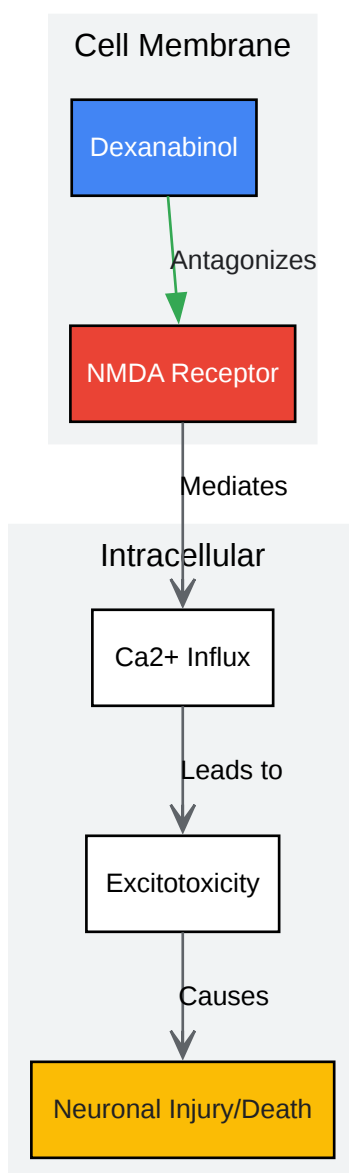 Cell Membrane
Dexanabinol
Antagonizes
NMDA Receptor
Mediates
Intracellular
Ca2+ Influx
Leads to
Excitotoxicity
Causes
Neuronal Injury/Death